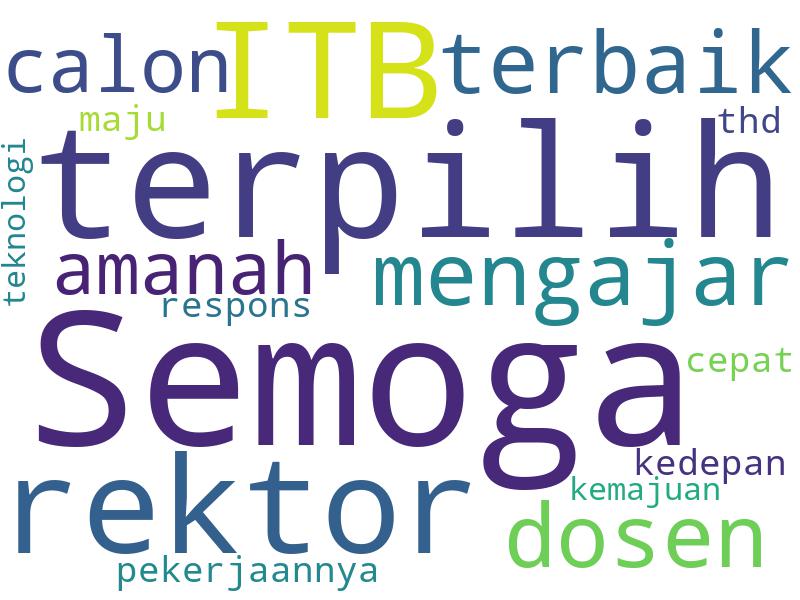 calon ITB terbaik
maju thd
terpilih
teknologi
amanah mengajar
respons
Semoga
cepat
rektor kedepan
kemajuan
dosen
pekerjaannya